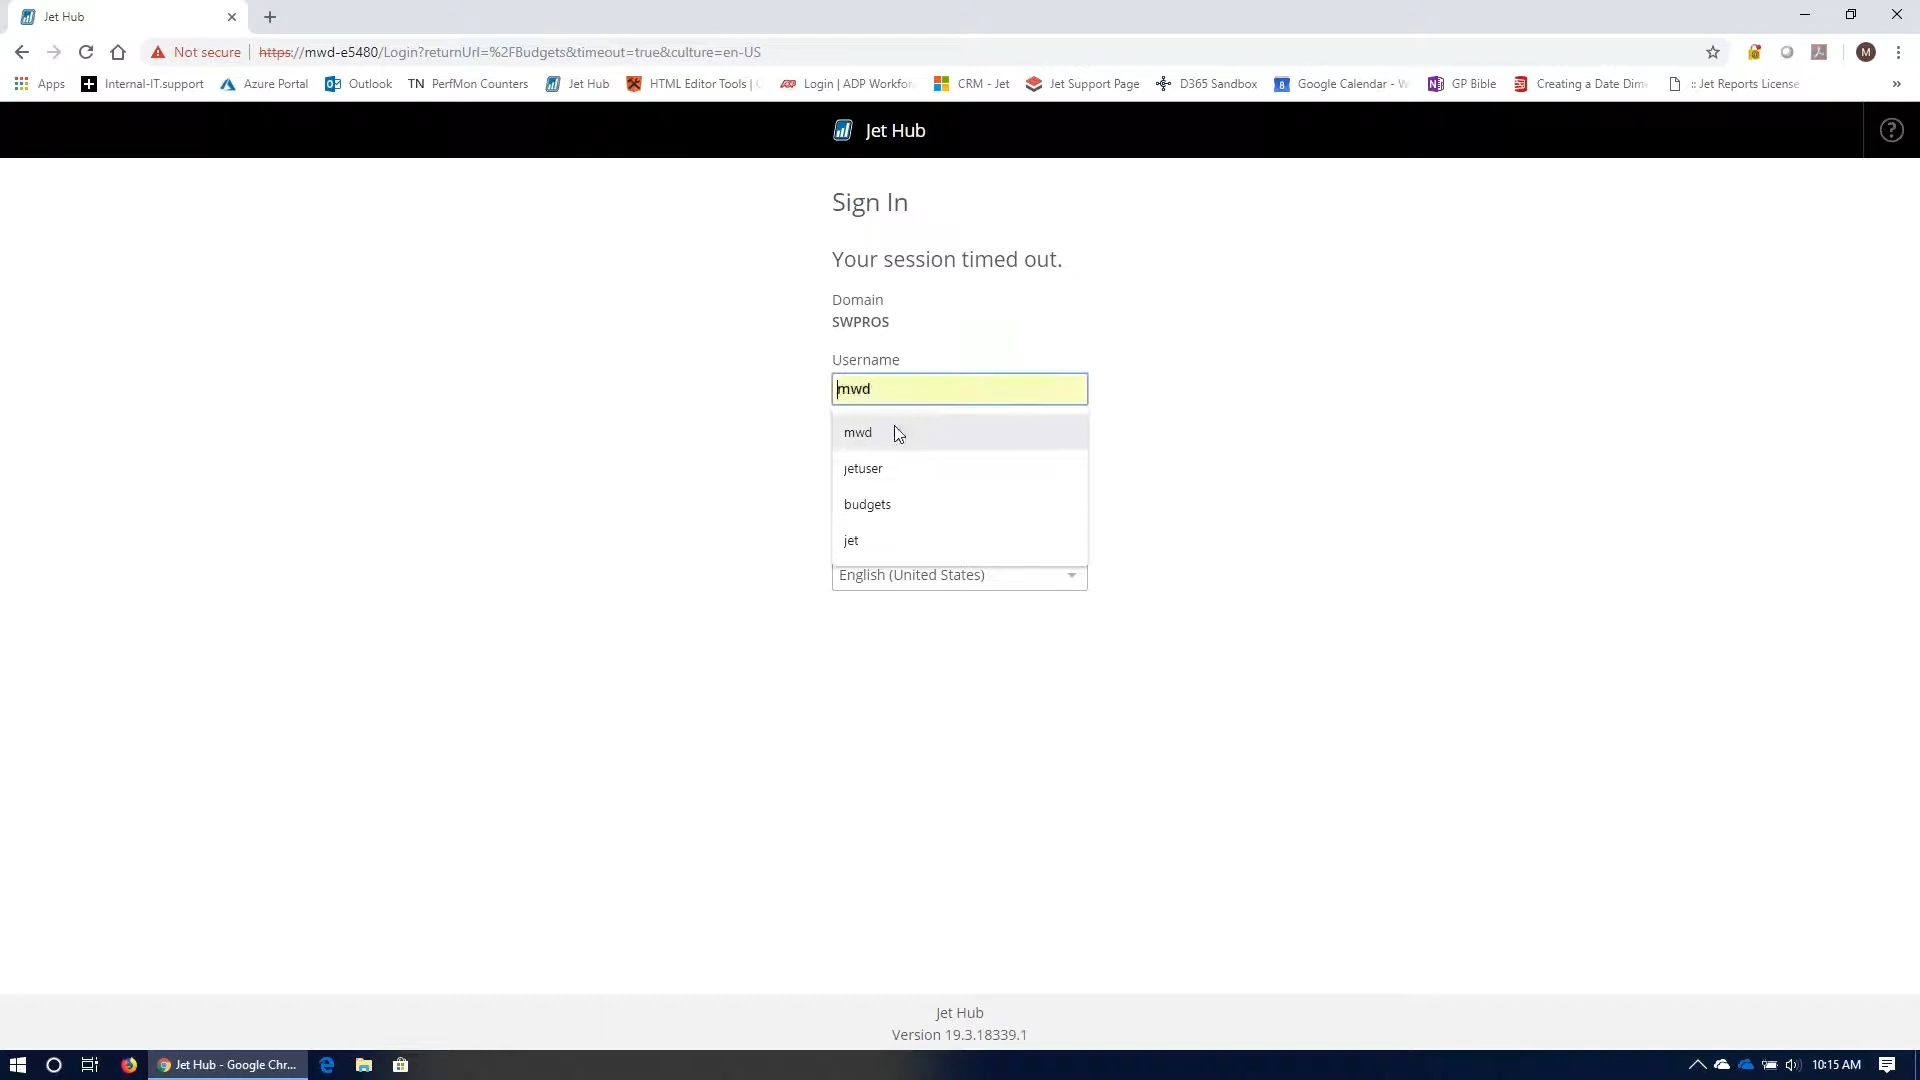 Jet Hub
Not secure
https://mwd-e5480/Login?returnUrl=%2FBudgets&timeout=true&culture=en-US
M
Apps
Internal-IT.support
Azure Portal
Outlook
TN PerfMon Counters
Jet Hub
HTML Editor Tools |
Login | ADP Workfor
CRM - Jet
Jet Support Page
D365 Sandbox
8 Google Calendar - W
GP Bible
Creating a Date Dim
:: Jet Reports License
»
Jet Hub
?
Sign In
Your session timed out.
Domain
SWPROS
Username
mwd
mwd
jetuser
budgets
jet
English (United States)
Jet Hub
Version 19.3.18339.1
Jet Hub - Google Chr...
10:15 AM